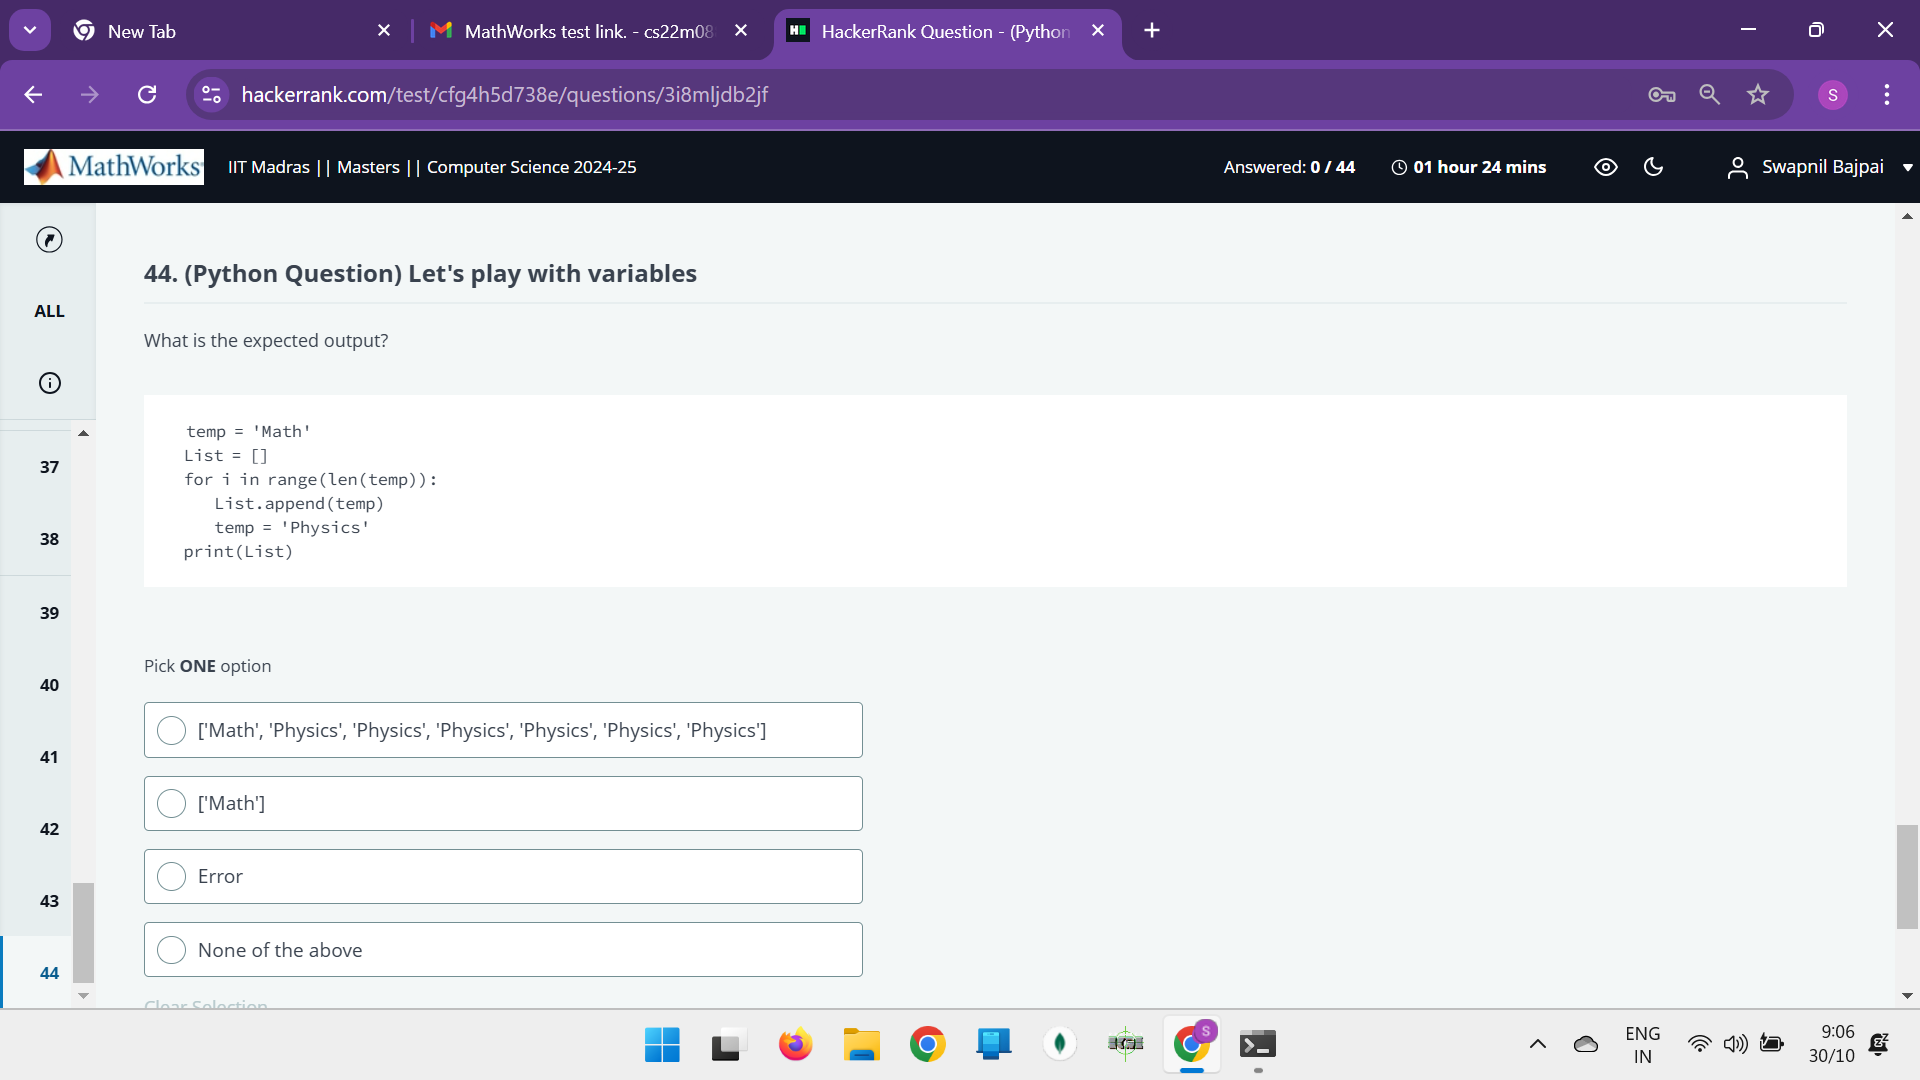 New Tab
MathWorks test link. - cs22m08
HackerRank Question - (Python
hackerrank.com/test/cfg4h5d738e/questions/3i8mljdb2jf
S
MathWorks
IIT Madras || Masters || Computer Science 2024-25
Answered: 0 / 44
01 hour 24 mins
Swapnil Bajpai
ALL
37
38
39
40
41
42
43
44
44. (Python Question) Let's play with variables
What is the expected output?
temp = 'Math'
List = []
for i in range(len(temp)):
List.append(temp)
temp = 'Physics'
print(List)
Pick ONE option
['Math', 'Physics', 'Physics', 'Physics', 'Physics', 'Physics', 'Physics']
['Math']
Error
None of the above
Clear Selection
S
ENG
IN
9:06
30/10